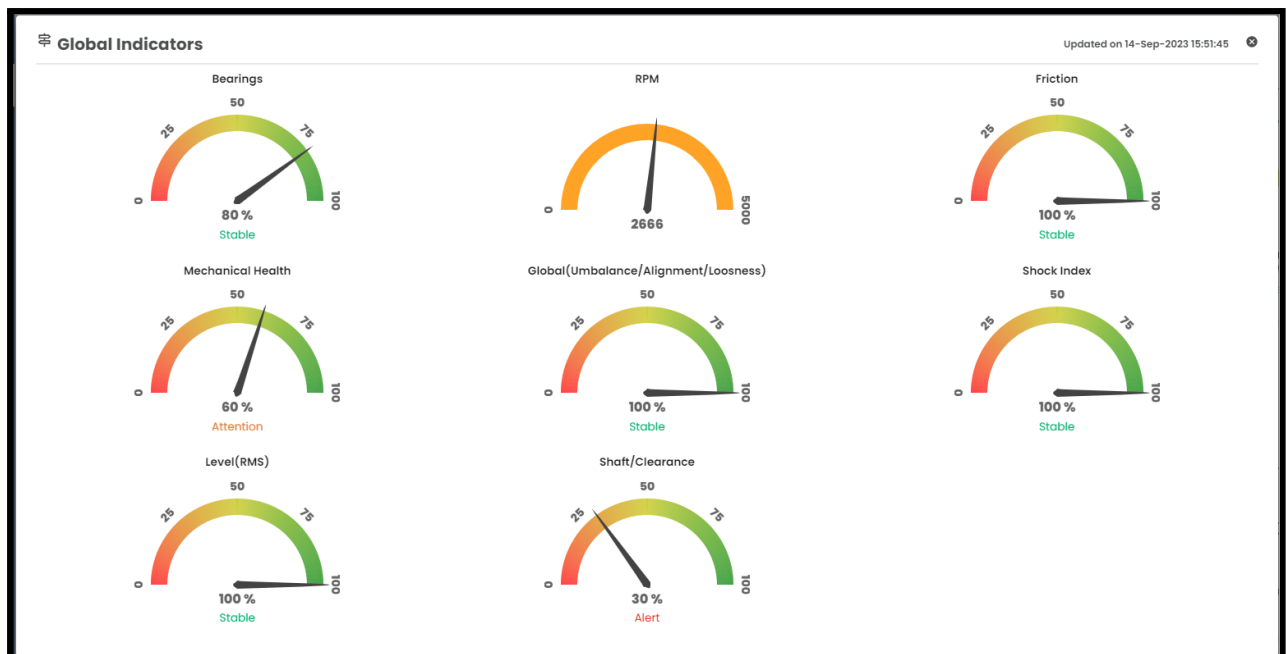 Global Indicators
Updated on 14-Sep-2023 15:51:45
Bearings
0
25
50
75
100
80 %
Stable
RPM
0
5000
2666
Friction
0
25
50
75
100
100 %
Stable
Mechanical Health
0
25
50
75
100
60 %
Attention
Global(Umbalance/Alignment/Loosness)
0
25
50
75
100
100 %
Stable
Shock Index
0
25
50
75
100
100 %
Stable
Level(RMS)
0
25
50
75
100
100 %
Stable
Shaft/Clearance
0
25
50
75
100
30 %
Alert